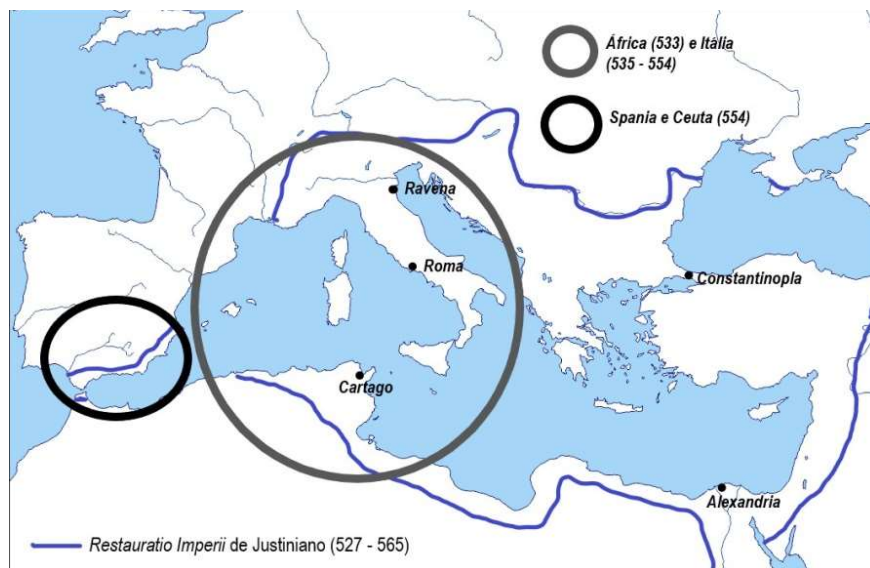 África (533) e Itália
(535 - 554)
Spania e Ceuta (554)
Ravena
Roma
Constantinopla
Cartago
Alexandria
Restauratio Imperii de Justiniano (527 - 565)